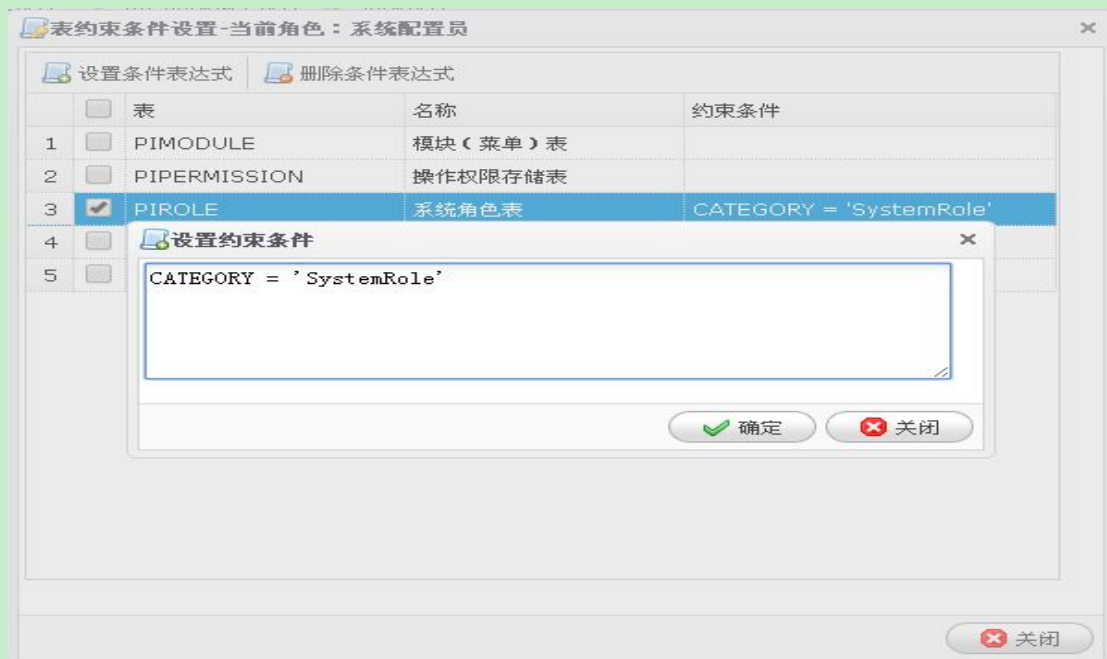 表约束条件设置-当前角色：系统配置员
设置条件表达式 删除条件表达式
表 名称 约束条件
1 PIMODULE 模块（菜单）表
2 PIPERMISSION 操作权限存储表
3 PIROLE 系统角色表 CATEGORY = 'SystemRole'
4 设置约束条件
5 CATEGORY = 'SystemRole'
确定 关闭
关闭